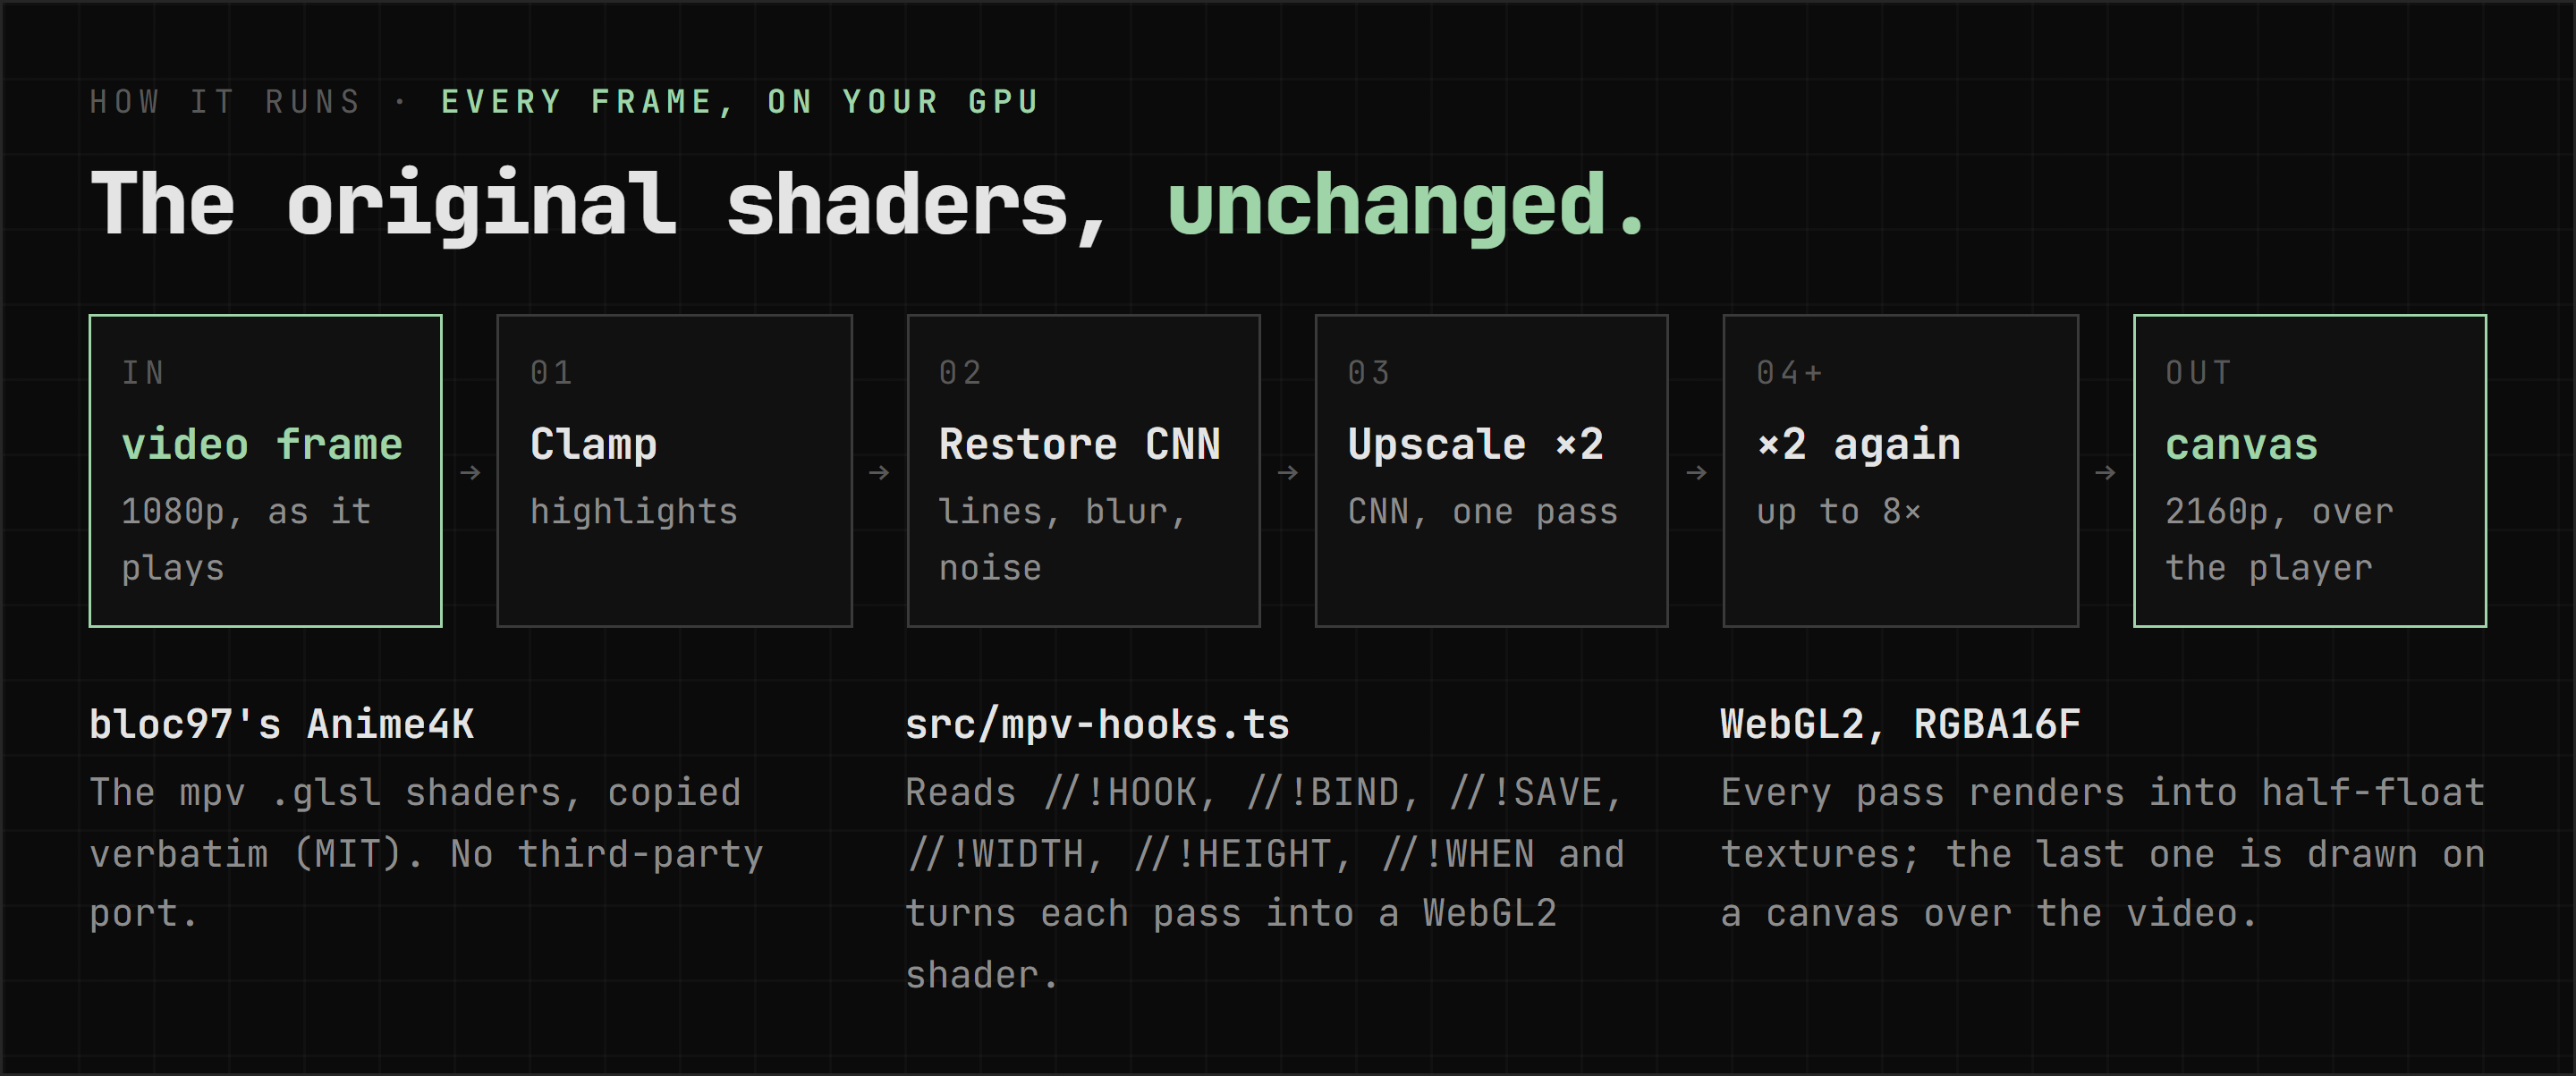 HOW IT RUNS · EVERY FRAME, ON YOUR GPU
The original shaders, unchanged.
IN
video frame
1080p, as it
plays
→
01
Clamp
highlights
→
02
Restore CNN
lines, blur,
noise
→
03
Upscale ×2
CNN, one pass
→
04+
×2 again
up to 8×
→
OUT
canvas
2160p, over
the player
bloc97's Anime4K
The mpv .glsl shaders, copied
verbatim (MIT). No third-party
port.
src/mpv-hooks.ts
Reads //!HOOK, //!BIND, //!SAVE,
//!WIDTH, //!HEIGHT, //!WHEN and
turns each pass into a WebGL2
shader.
WebGL2, RGBA16F
Every pass renders into half-float
textures; the last one is drawn on
a canvas over the video.